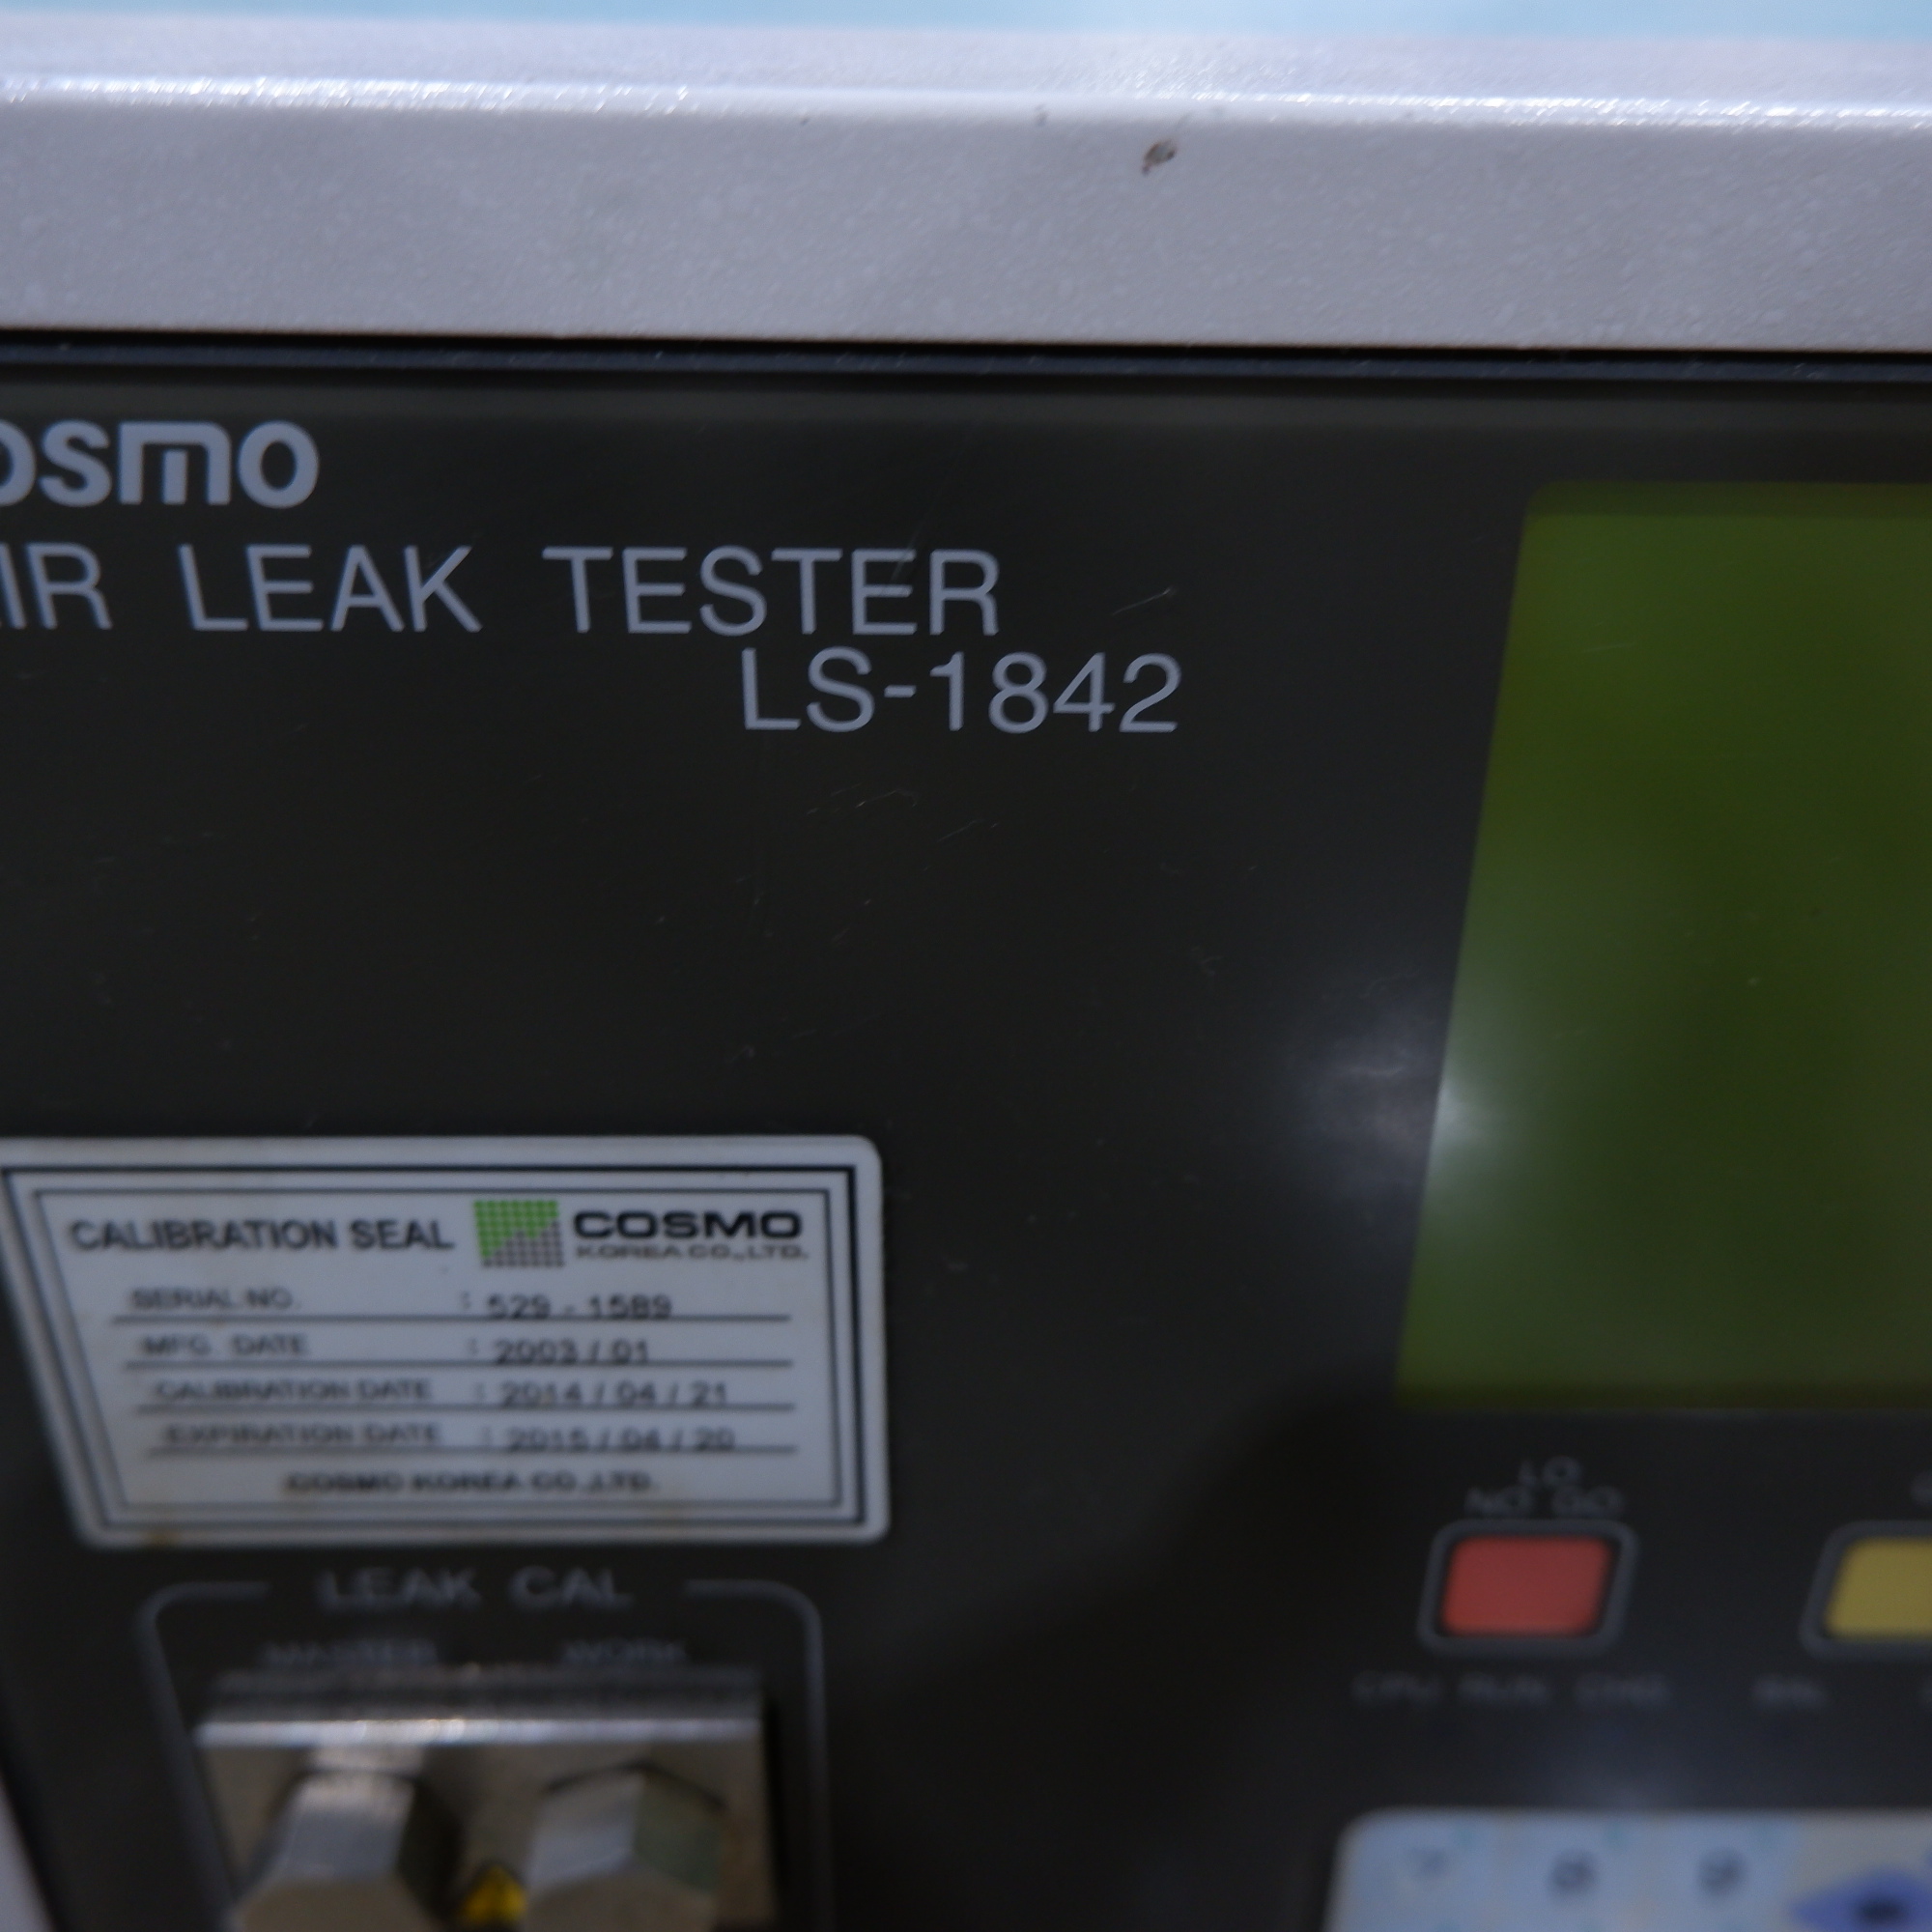 osmo
AIR LEAK TESTER
LS-1842
CALIBRATION SEAL COSMO
KOREA CO.,LTD.
SERIAL NO. : 529 - 1589
MFG. DATE : 2003 / 01
CALIBRATION DATE : 2014 / 04 / 21
EXPIRATION DATE : 2015 / 04 / 20
COSMO KOREA CO.,LTD.
LO
NO GO
LEAK CAL
MASTER WORK
CPU RUN CHG